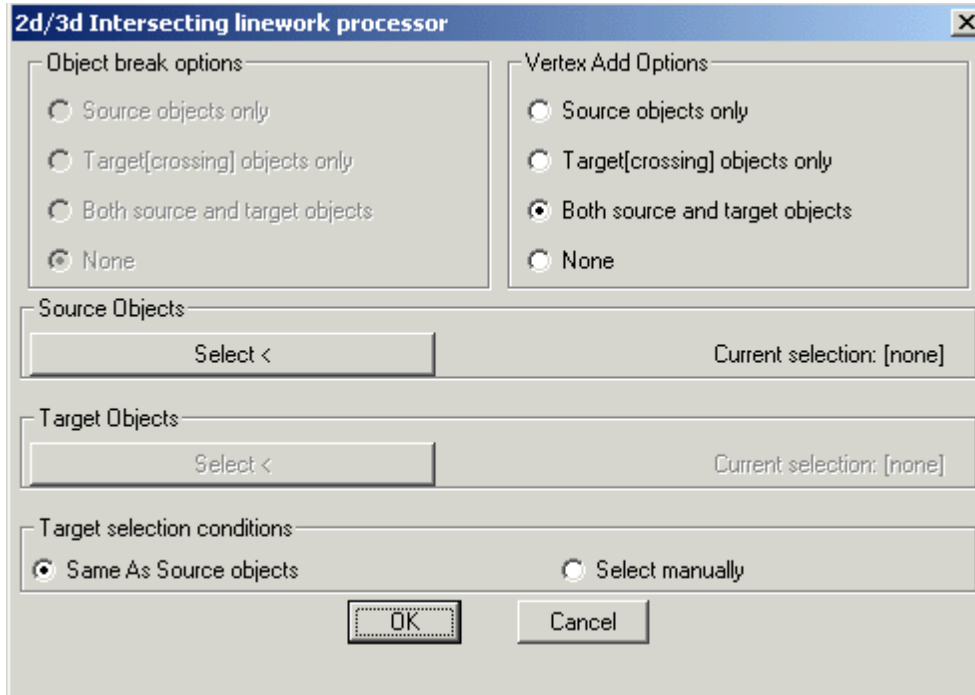 2d/3d Intersecting linework processor
Object break options
Source objects only
Target[crossing] objects only
Both source and target objects
None
Vertex Add Options
Source objects only
Target[crossing] objects only
Both source and target objects
None
Source Objects
Select < Current selection: [none]
Target Objects
Select < Current selection: [none]
Target selection conditions
Same As Source objects Select manually
OK Cancel